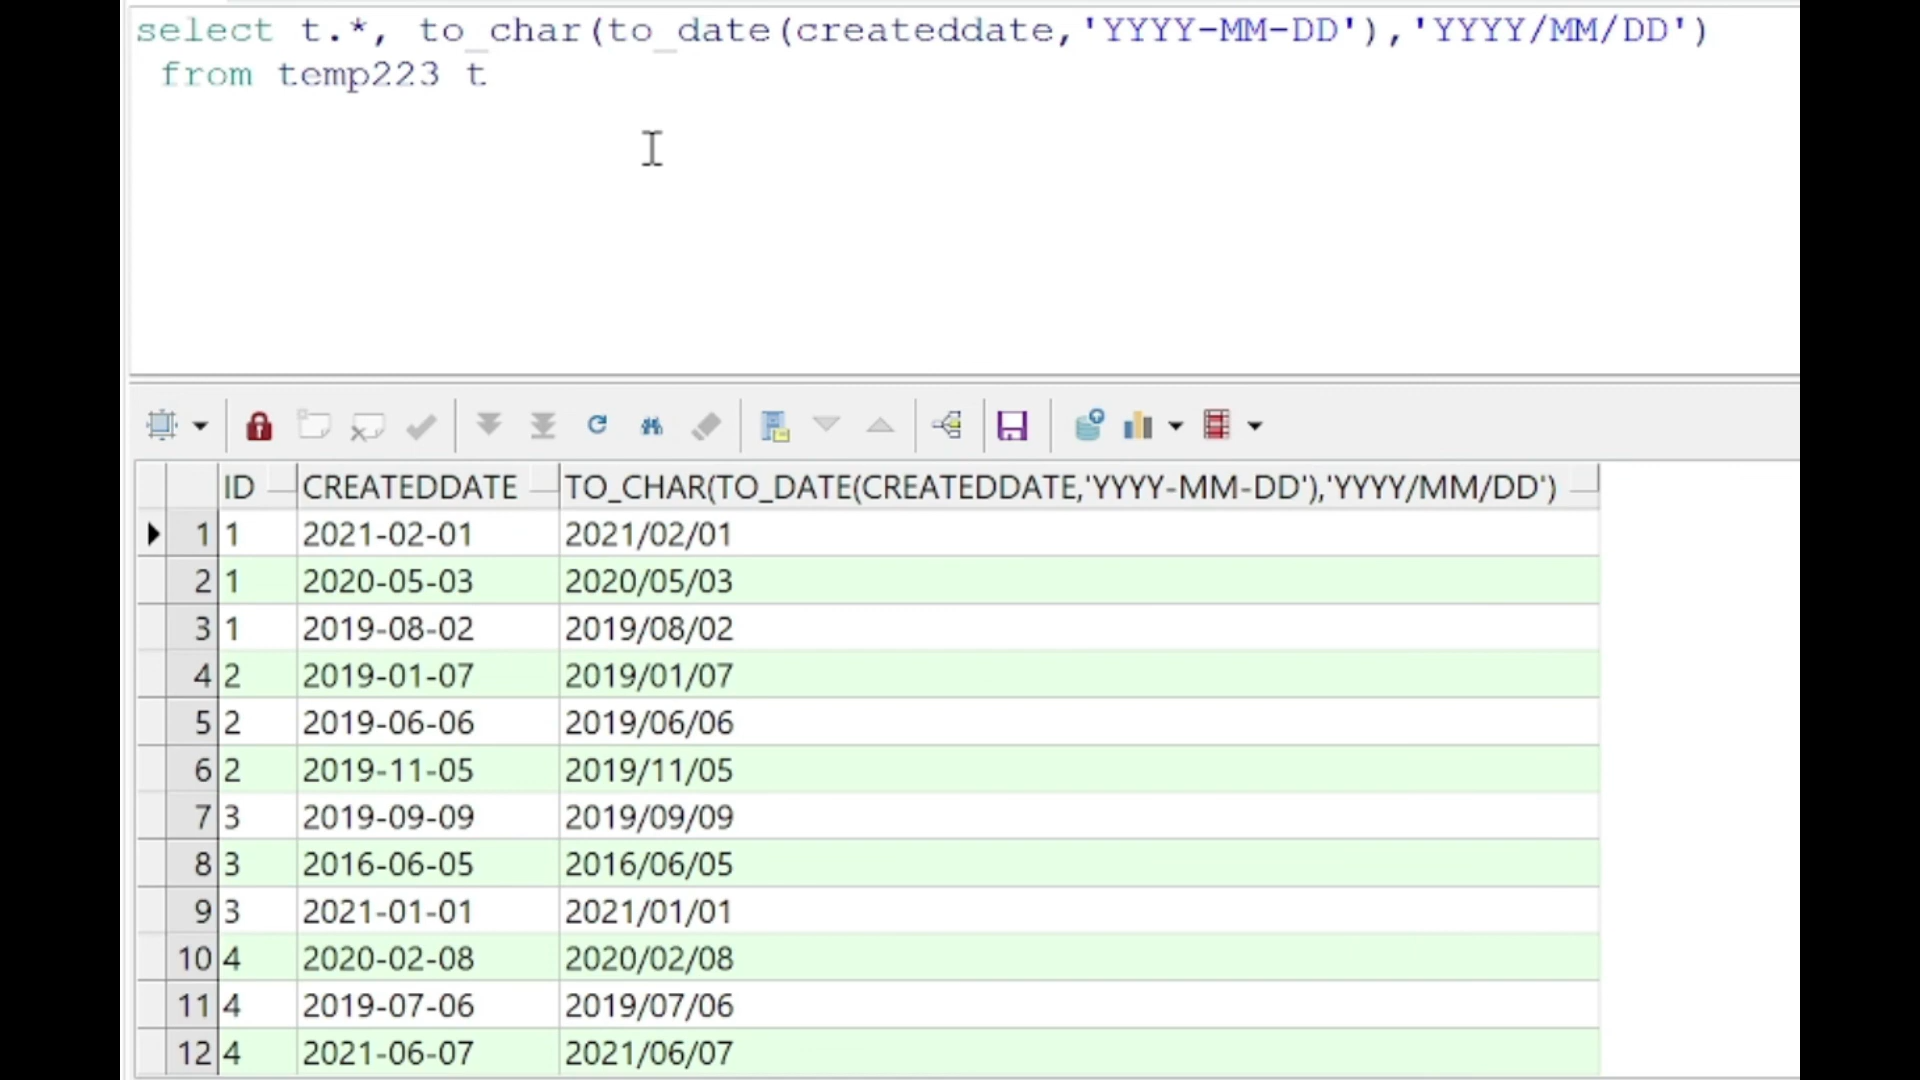 select t.*, to_char(to_date(createddate,'YYYY-MM-DD'),'YYYY/MM/DD')
from temp223 t
ID CREATEDDATE TO_CHAR(TO_DATE(CREATEDDATE,'YYYY-MM-DD'),'YYYY/MM/DD')
1 1 2021-02-01 2021/02/01
2 1 2020-05-03 2020/05/03
3 1 2019-08-02 2019/08/02
4 2 2019-01-07 2019/01/07
5 2 2019-06-06 2019/06/06
6 2 2019-11-05 2019/11/05
7 3 2019-09-09 2019/09/09
8 3 2016-06-05 2016/06/05
9 3 2021-01-01 2021/01/01
10 4 2020-02-08 2020/02/08
11 4 2019-07-06 2019/07/06
12 4 2021-06-07 2021/06/07